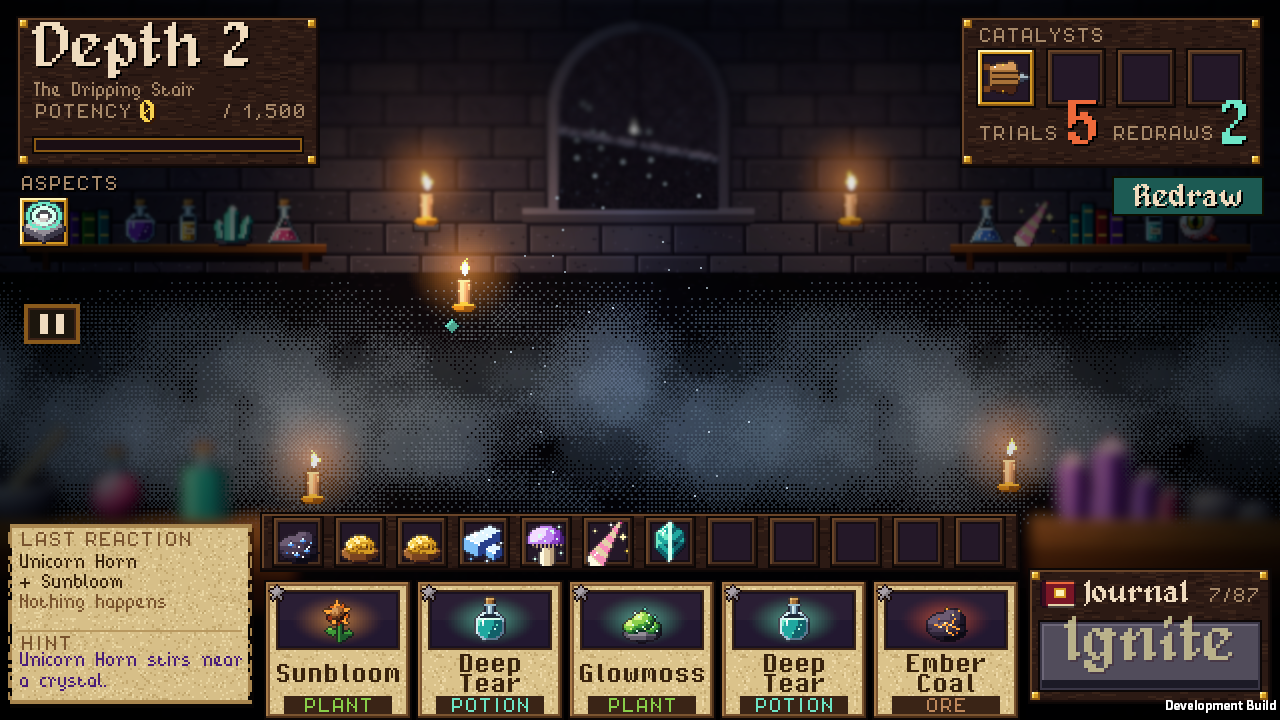 Depth 2
The Dripping Stair
POTENCY 0 / 1,500
ASPECTS
CATALYSTS
TRIALS 5 REDRAWS 2
Redraw
LAST REACTION
Unicorn Horn
+ Sunbloom
Nothing happens
HINT
Unicorn Horn stirs near
a crystal.
Sunbloom
PLANT
Deep
Tear
POTION
Glowmoss
PLANT
Deep
Tear
POTION
Ember
Coal
ORE
Journal 7/87
Ignite
Development Build